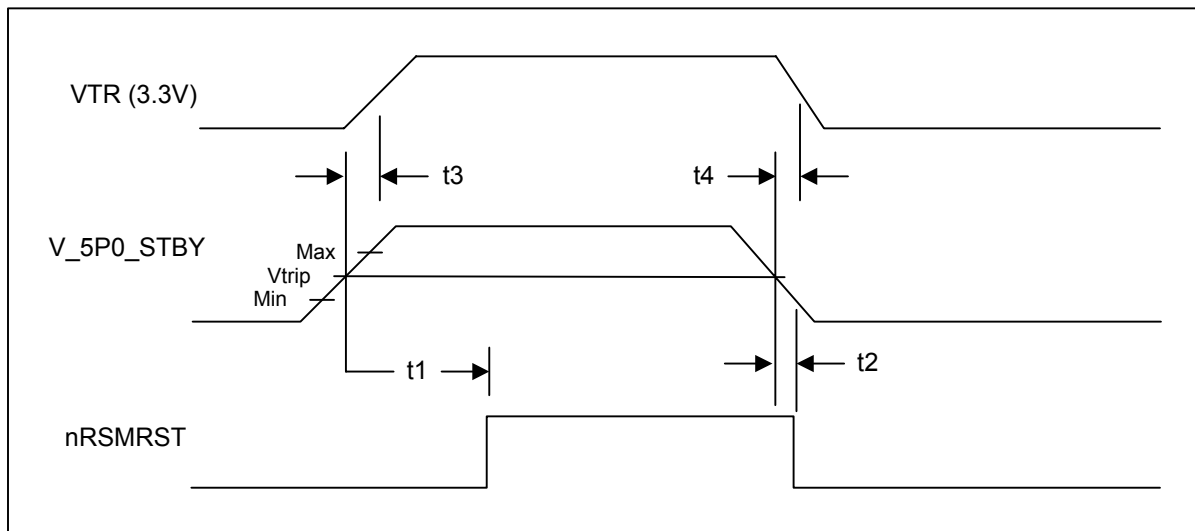 VTR (3.3V)
t3
t4
V_5P0_STBY
Max
Vtrip
Min
t1
t2
nRSMRST